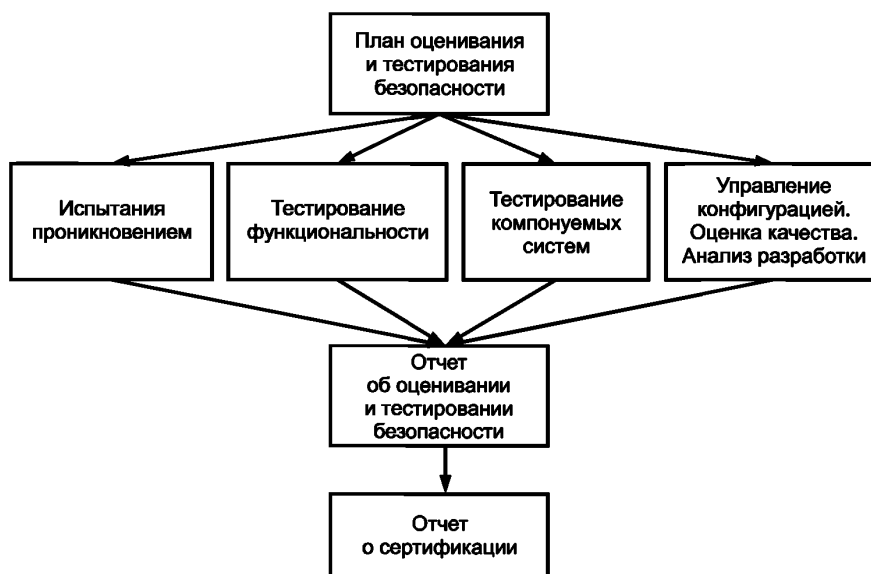 План оценивания
и тестирования
безопасности
Испытания
проникновением
Тестирование
функциональности
Тестирование
компонуемых
систем
Управление
конфигурацией.
Оценка качества.
Анализ разработки
Отчет
об оценивании
и тестировании
безопасности
Отчет
о сертификации